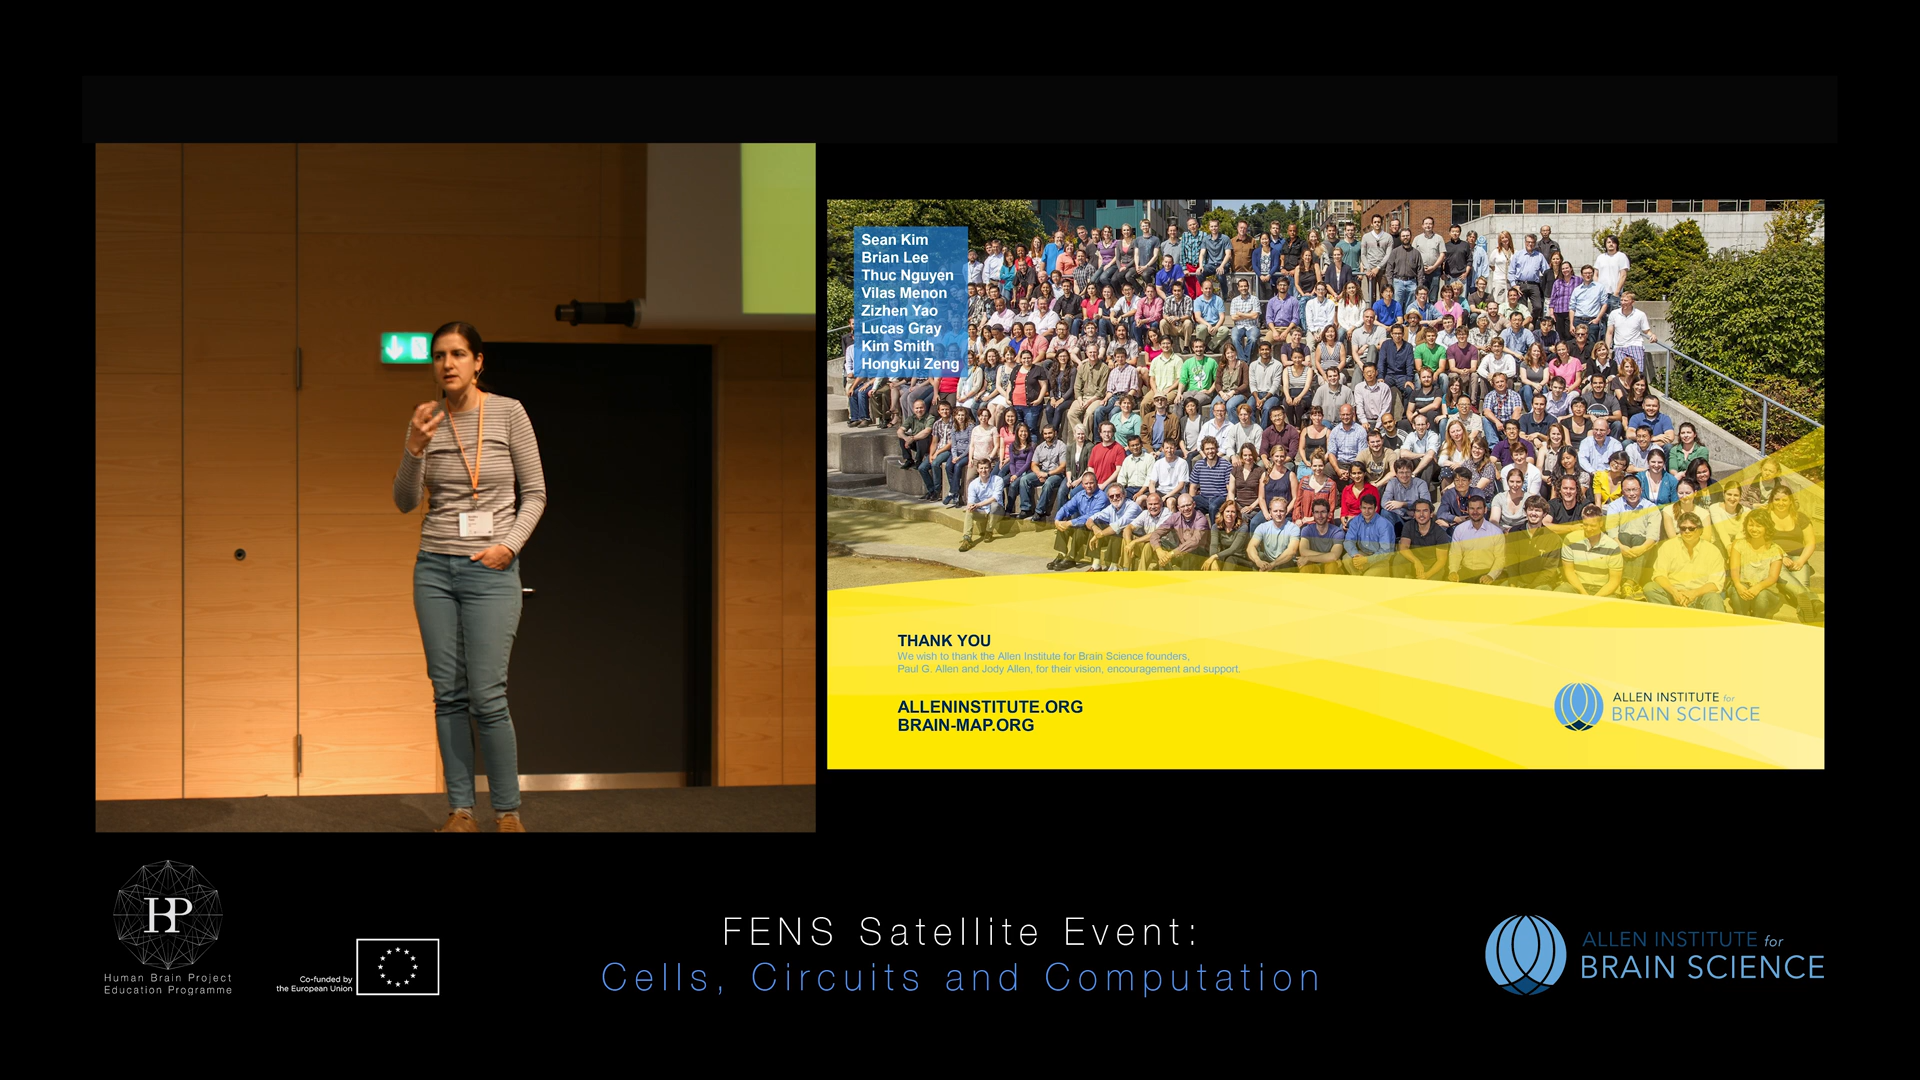 Sean Kim
Brian Lee
Thuc Nguyen
Vilas Menon
Zizhen Yao
Lucas Gray
Kim Smith
Hongkui Zeng
THANK YOU
We wish to thank the Allen Institute for Brain Science founders,
Paul G. Allen and Jody Allen, for their vision, encouragement and support.
ALLENINSTITUTE.ORG
BRAIN-MAP.ORG
ALLEN INSTITUTE for
BRAIN SCIENCE
HBP
Human Brain Project
Education Programme
Co-funded by
the European Union
FENS Satellite Event:
Cells, Circuits and Computation
ALLEN INSTITUTE for
BRAIN SCIENCE